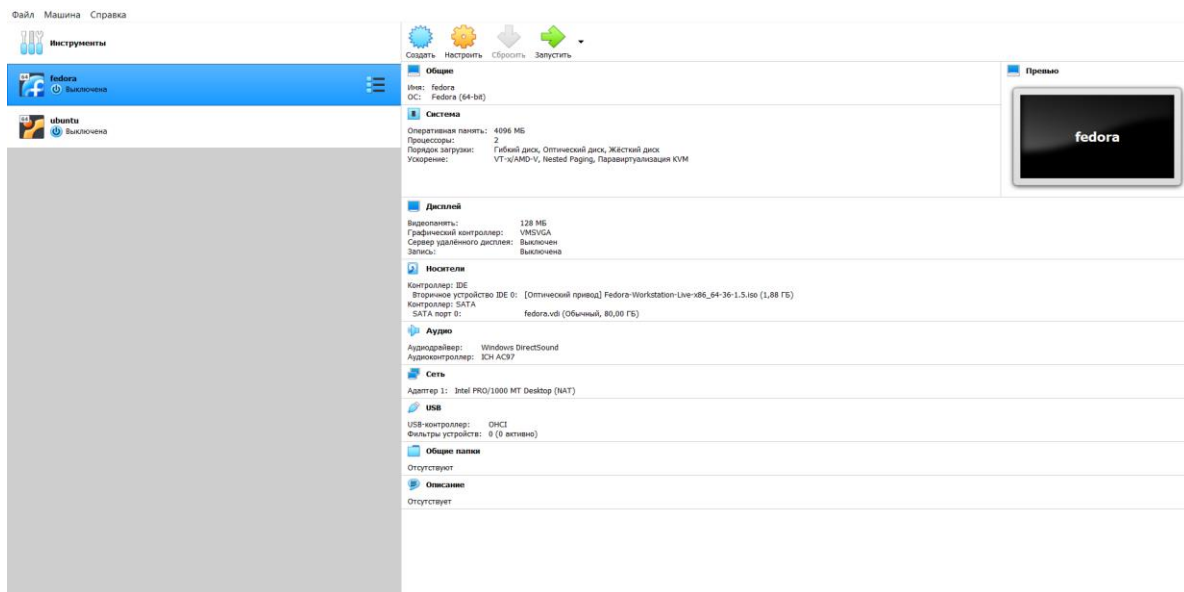 Файл Машина Справка
Инструменты
Создать Настроить Сбросить Запустить
64 fedora
Выключена
64 ubuntu
Выключена
Общие
Имя: fedora
ОС: Fedora (64-bit)
Система
Оперативная память: 4096 МБ
Процессоры: 2
Порядок загрузки: Гибкий диск, Оптический диск, Жёсткий диск
Ускорение: VT-x/AMD-V, Nested Paging, Паравиртуализация KVM
Превью
fedora
Дисплей
Видеопамять: 128 МБ
Графический контроллер: VMSVGA
Сервер удалённого дисплея: Выключен
Запись: Выключена
Носители
Контроллер: IDE
Вторичное устройство IDE 0: [Оптический привод] Fedora-Workstation-Live-x86_64-36-1.5.iso (1,88 ГБ)
Контроллер: SATA
SATA порт 0: fedora.vdi (Обычный, 80,00 ГБ)
Аудио
Аудиодрайвер: Windows DirectSound
Аудиоконтроллер: ICH AC97
Сеть
Адаптер 1: Intel PRO/1000 MT Desktop (NAT)
USB
USB-контроллер: OHCI
Фильтры устройств: 0 (0 активно)
Общие папки
Отсутствуют
Описание
Отсутствует